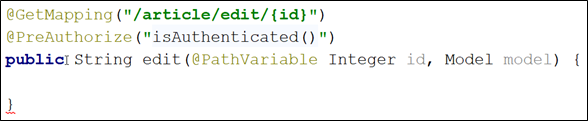 @GetMapping("/article/edit/{id}")
@PreAuthorize("isAuthenticated()")
public String edit(@PathVariable Integer id, Model model) {
}